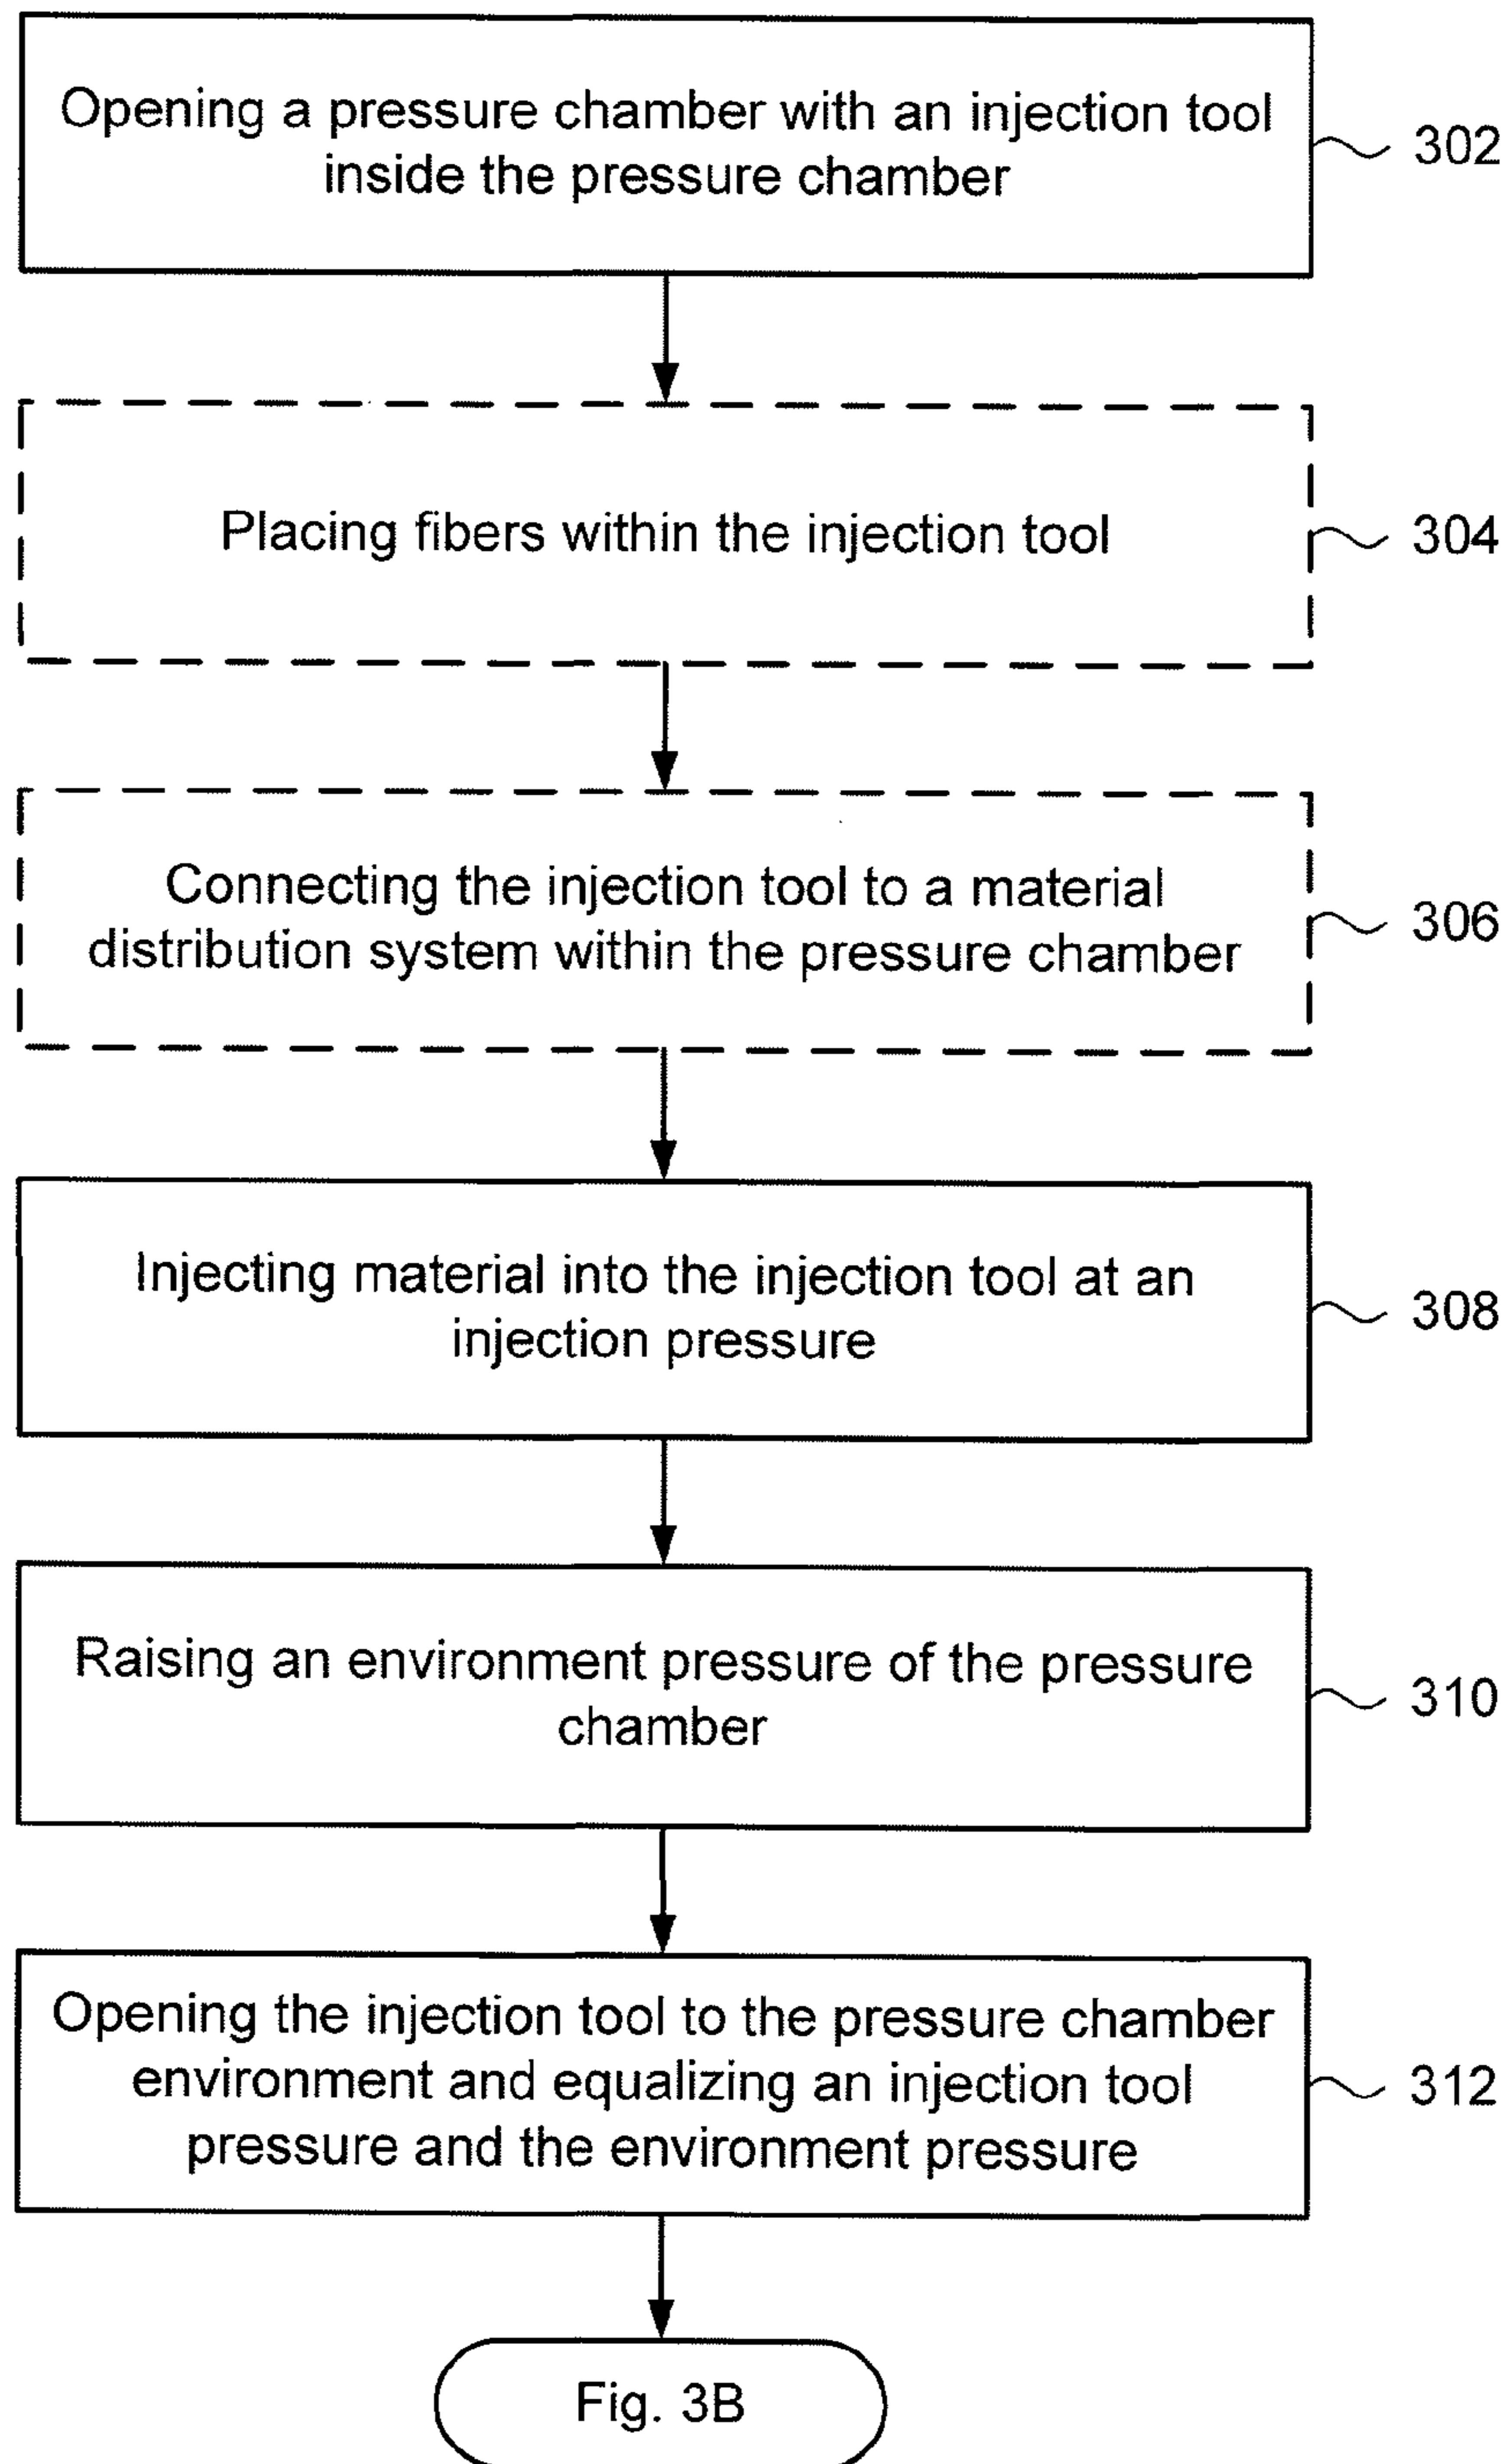 Opening a pressure chamber with an injection tool
inside the pressure chamber
302
Placing fibers within the injection tool
304
Connecting the injection tool to a material
distribution system within the pressure chamber
306
Injecting material into the injection tool at an
injection pressure
308
Raising an environment pressure of the pressure
chamber
310
Opening the injection tool to the pressure chamber
environment and equalizing an injection tool
pressure and the environment pressure
312
Fig. 3B